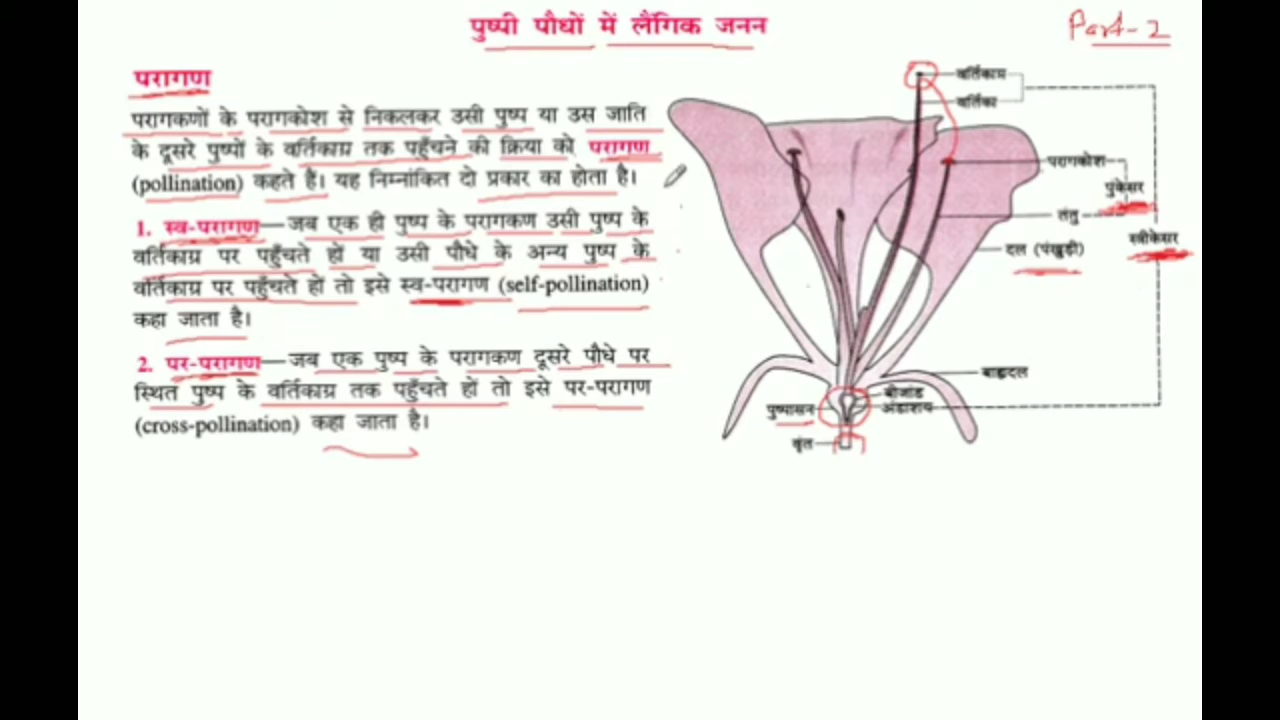 पुष्पी पौधों में लैंगिक जनन
Part-2
परागण
परागकणों के परागकोश से निकलकर उसी पुष्प या उस जाति
के दूसरे पुष्पों के वर्तिकाग्र तक पहुँचने की क्रिया को परागण
(pollination) कहते हैं। यह निम्नांकित दो प्रकार का होता है।
1. स्व-परागण—जब एक ही पुष्प के परागकण उसी पुष्प के
वर्तिकाग्र पर पहुँचते हों या उसी पौधे के अन्य पुष्प के
वर्तिकाग्र पर पहुँचते हों तो इसे स्व-परागण (self-pollination)
कहा जाता है।
2. पर-परागण—जब एक पुष्प के परागकण दूसरे पौधे पर
स्थित पुष्प के वर्तिकाग्र तक पहुँचते हों तो इसे पर-परागण
(cross-pollination) कहा जाता है।
वर्तिकाग्र
वर्तिका
परागकोश
पुंकेसर
तंतु
स्त्रीकेसर
दल (पंखुड़ी)
बाह्यदल
बीजांड
पुष्पासन
अंडाशय
वृंत